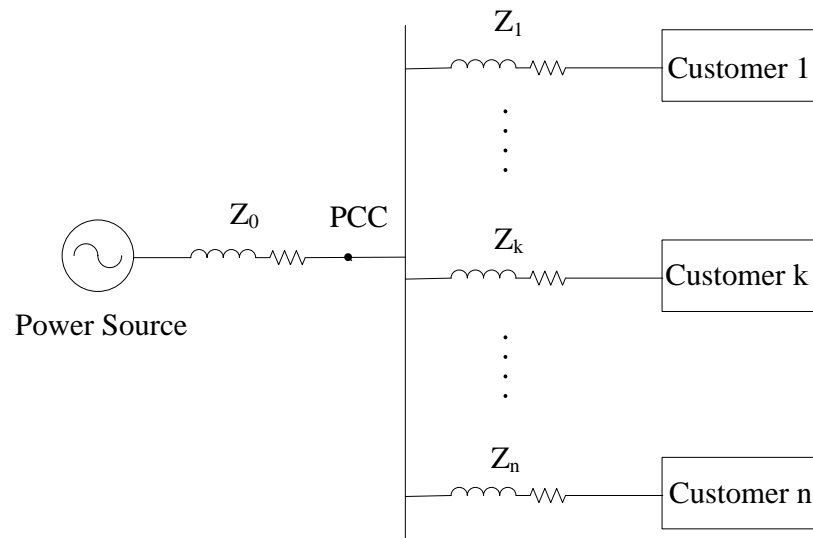 Z₁
Customer 1
Z₀
PCC
Zₖ
Customer k
Power Source
Zₙ
Customer n